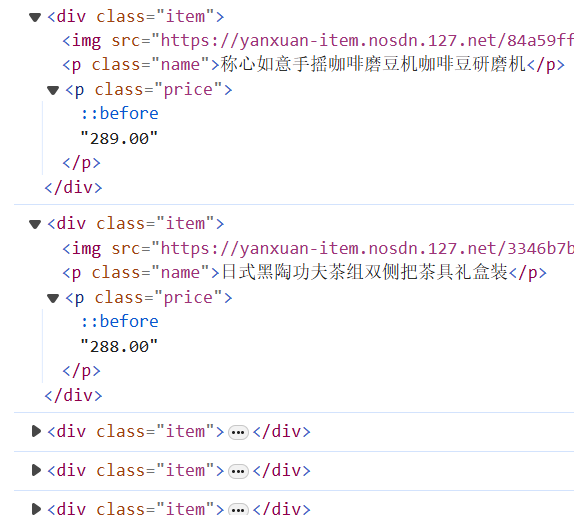 <div class="item">
<img src="https://yanxuan-item.nosdn.127.net/84a59ff
<p class="name">称心如意手摇咖啡磨豆机咖啡豆研磨机</p>
<p class="price">
::before
"289.00"
</p>
</div>
<div class="item">
<img src="https://yanxuan-item.nosdn.127.net/3346b7b
<p class="name">日式黑陶功夫茶组双侧把茶具礼盒装</p>
<p class="price">
::before
"288.00"
</p>
</div>
<div class="item">…</div>
<div class="item">…</div>
<div class="item">…</div>